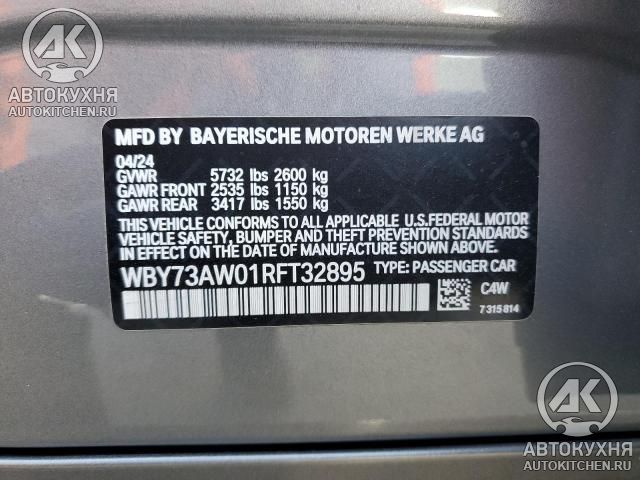 AK
АВТОКУХНЯ
AUTOKITCHEN.RU
MFD BY BAYERISCHE MOTOREN WERKE AG
04/24
GVWR 5732 lbs 2600 kg
GAWR FRONT 2535 lbs 1150 kg
GAWR REAR 3417 lbs 1550 kg
THIS VEHICLE CONFORMS TO ALL APPLICABLE U.S.FEDERAL MOTOR
VEHICLE SAFETY, BUMPER AND THEFT PREVENTION STANDARDS
IN EFFECT ON THE DATE OF MANUFACTURE SHOWN ABOVE.
WBY73AW01RFT32895 TYPE: PASSENGER CAR
C4W
7315814
AK
АВТОКУХНЯ
AUTOKITCHEN.RU